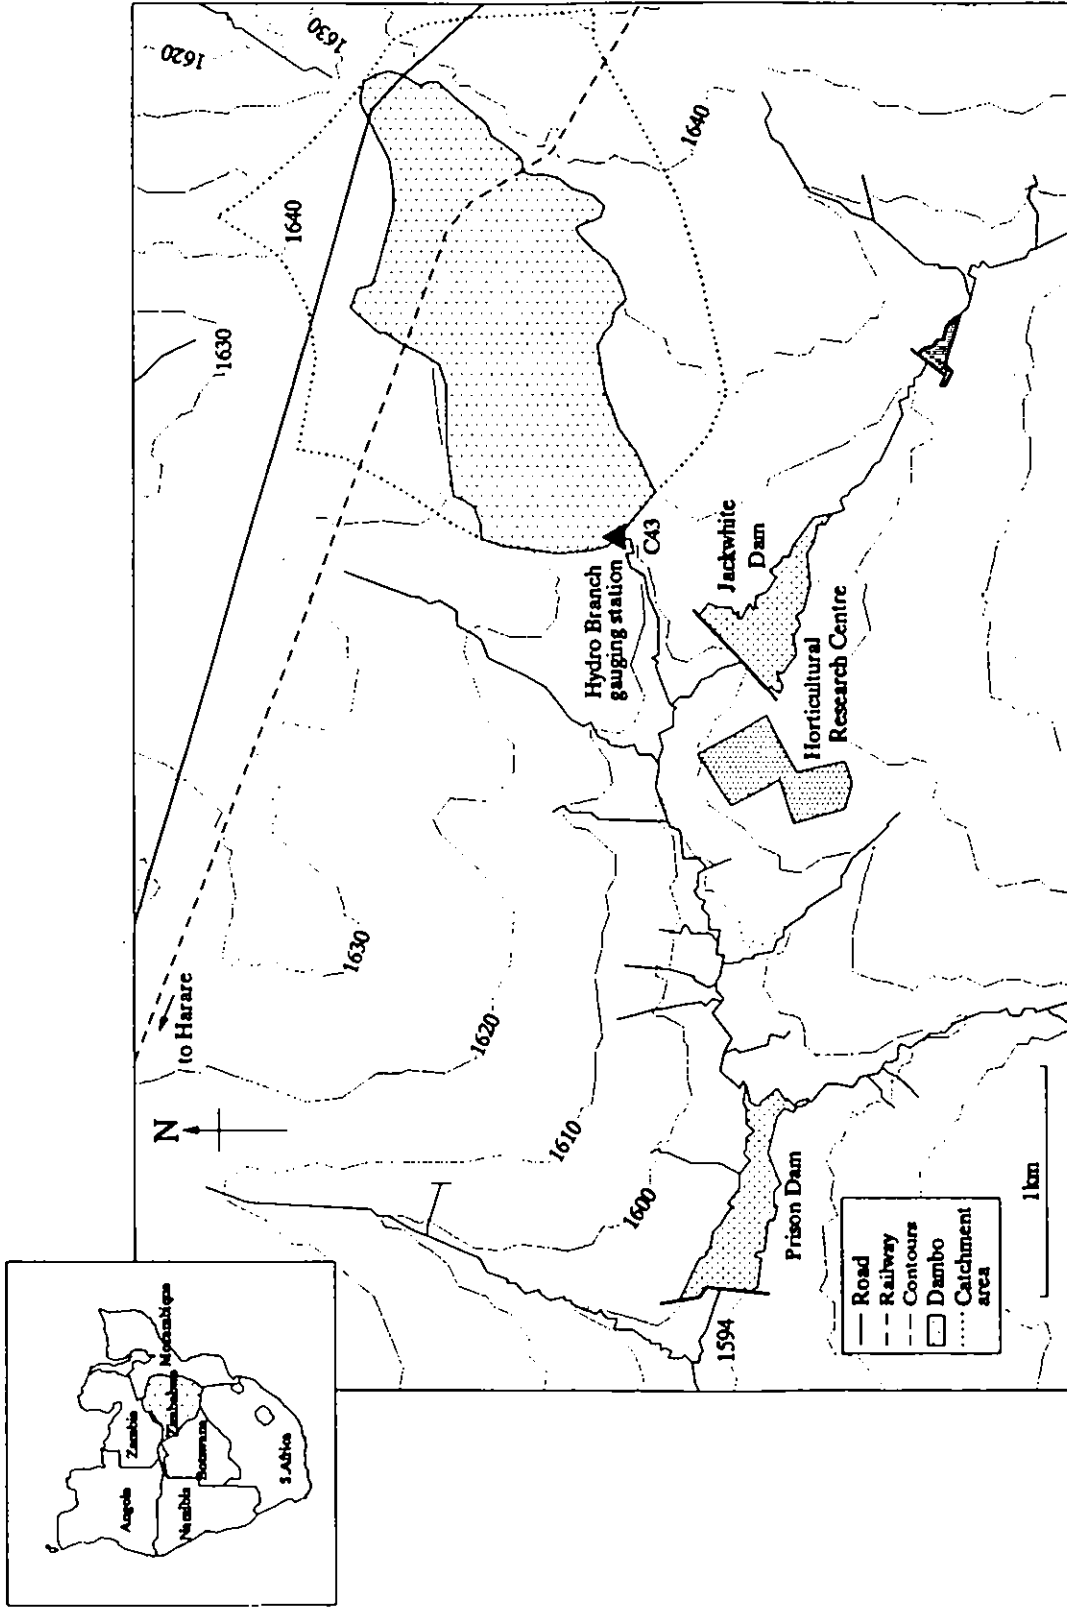 Angola
Zambia
Mozambique
Zimbabwe
Namibia
Botswana
S.Africa
N
to Harare
1630
1640
1620
1630
1630
1620
1610
1600
1640
Hydro Branch
gauging station
C43
Jackwhite
Dam
Horticultural
Research Centre
Prison Dam
1594
Road
Railway
Contours
Dambo
Catchment
area
1km